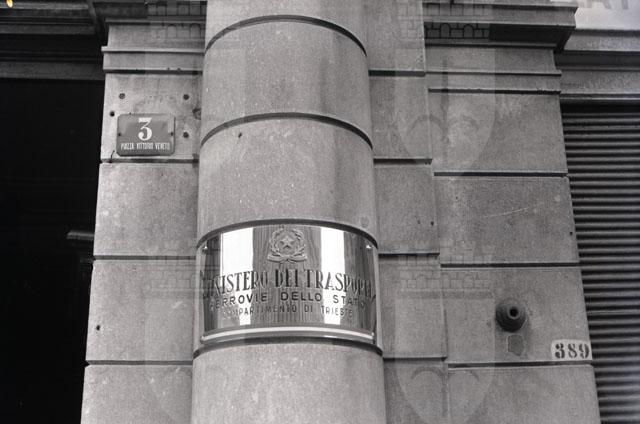 3
PIAZZA VITTORIO VENETO
MINISTERO DEI TRASPORTI
FERROVIE DELLO STATO
COMPARTIMENTO DI TRIESTE
389